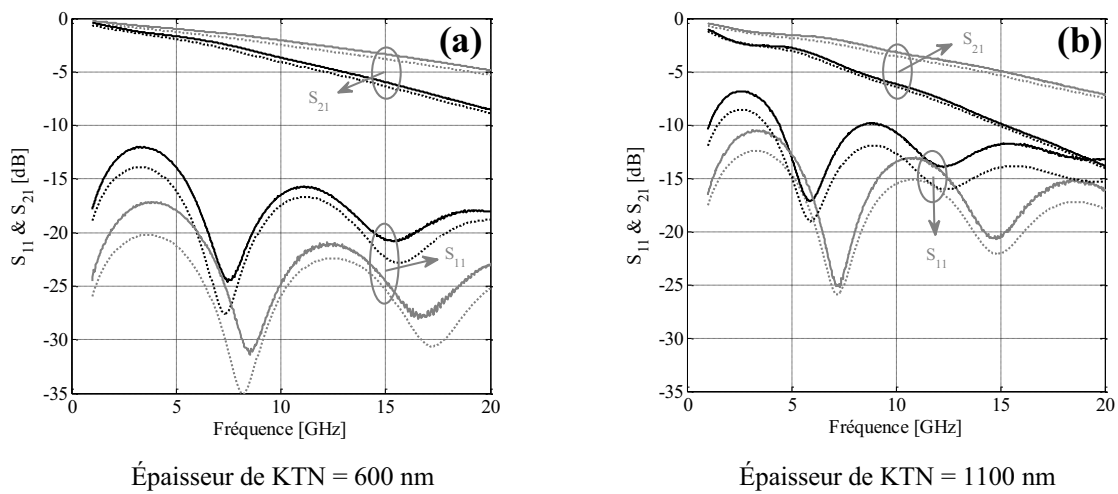 (a)
S21
S11
0
-5
-10
-15
-20
-25
-30
-35
0
5
10
15
20
S11 & S21 [dB]
Fréquence [GHz]
Épaisseur de KTN = 600 nm
(b)
S21
S11
0
-5
-10
-15
-20
-25
-30
-35
0
5
10
15
20
S11 & S21 [dB]
Fréquence [GHz]
Épaisseur de KTN = 1100 nm